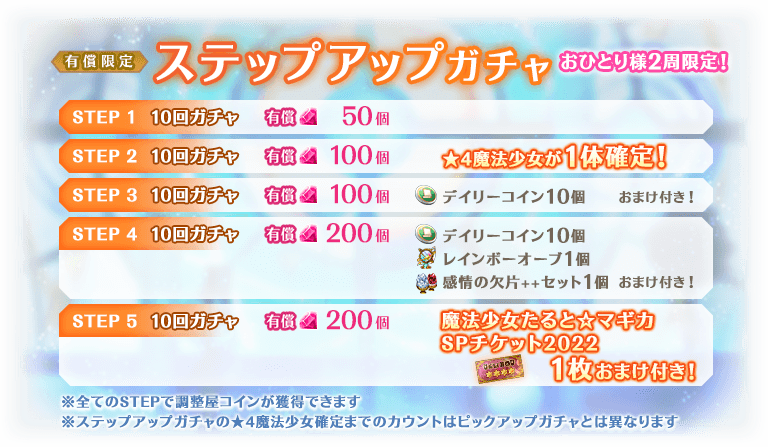 有償限定 ステップアップガチャ おひとり様2周限定!
STEP 1 10回ガチャ 有償 50個
STEP 2 10回ガチャ 有償 100個 ★4魔法少女が1体確定!
STEP 3 10回ガチャ 有償 100個 デイリーコイン10個 おまけ付き!
STEP 4 10回ガチャ 有償 200個 デイリーコイン10個
レインボーオーブ1個
感情の欠片++セット1個 おまけ付き!
STEP 5 10回ガチャ 有償 200個 魔法少女たると☆マギカ
SPチケット2022
1枚おまけ付き!
※全てのSTEPで調整屋コインが獲得できます
※ステップアップガチャの★4魔法少女確定までのカウントはピックアップガチャとは異なります